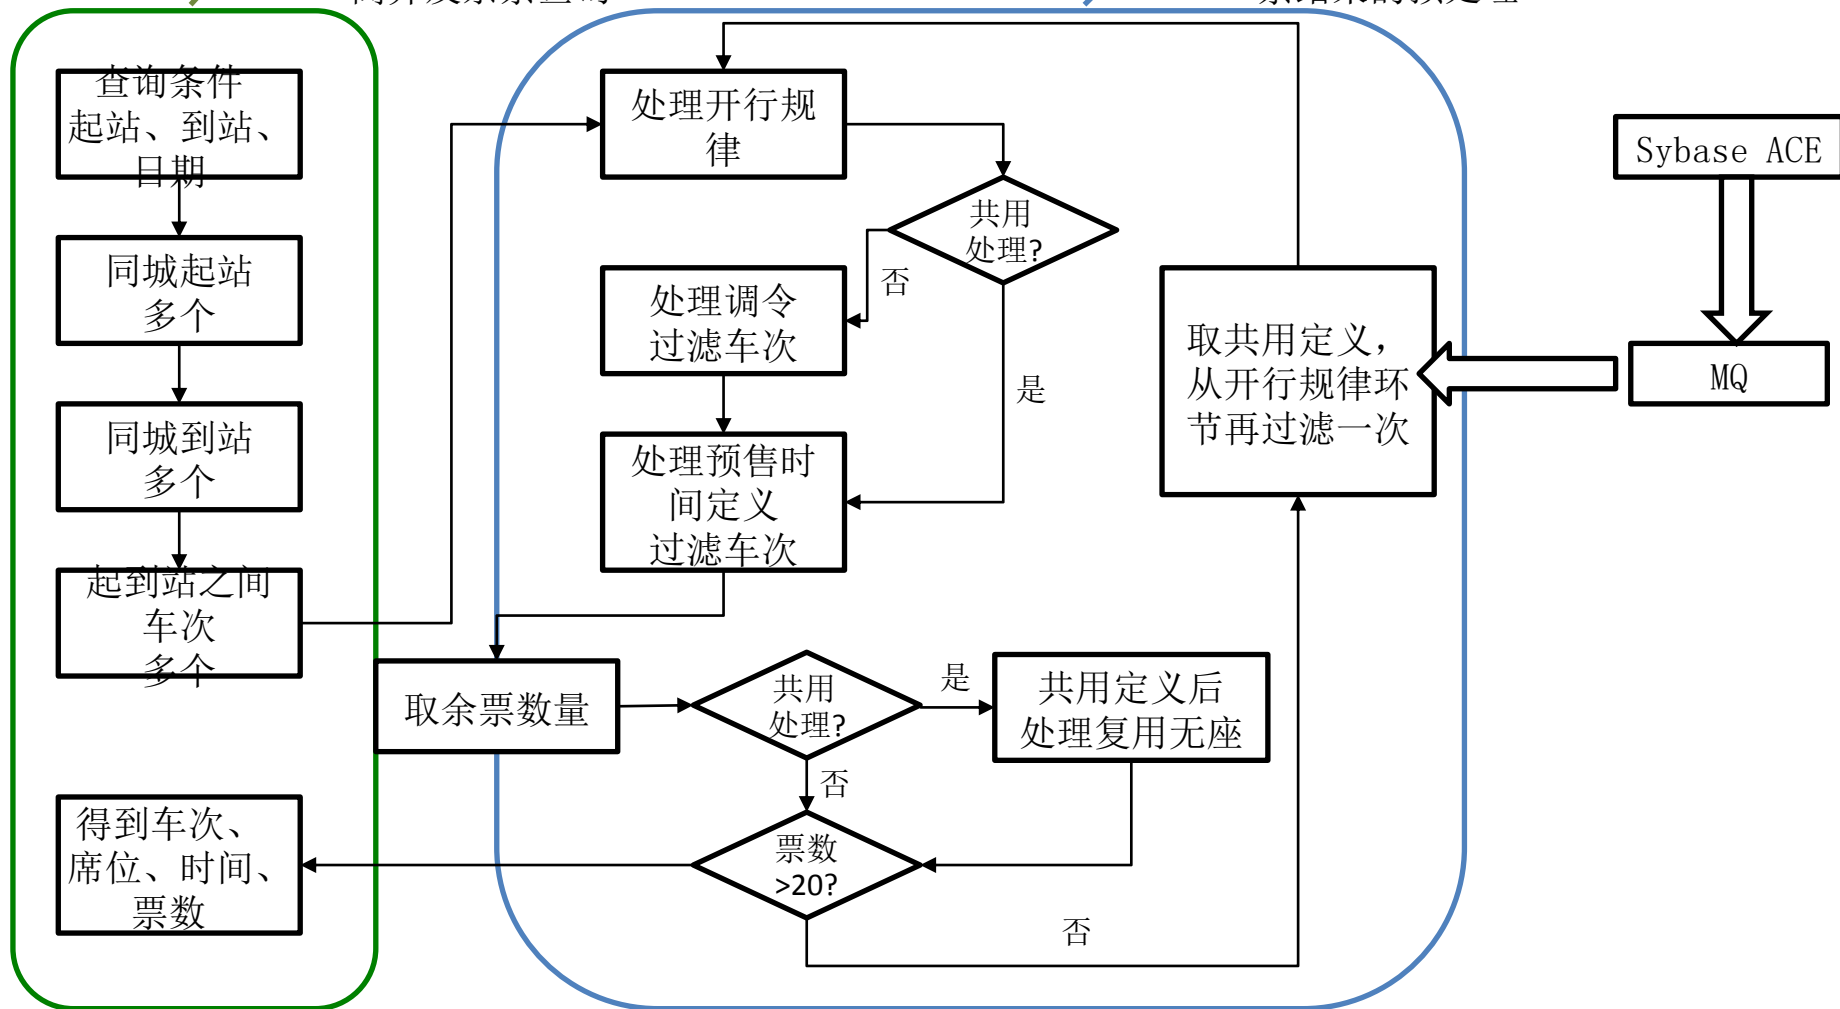 查询条件
起站、到站、
日期
同城起站
多个
同城到站
多个
起到站之间
车次
多个
得到车次、
席位、时间、
票数
处理开行规
律
共用
处理?
否
是
处理调令
过滤车次
处理预售时
间定义
过滤车次
取余票数量
共用
处理?
是
否
共用定义后
处理复用无座
票数
>20?
否
取共用定义，
从开行规律环
节再过滤一次
Sybase ACE
MQ